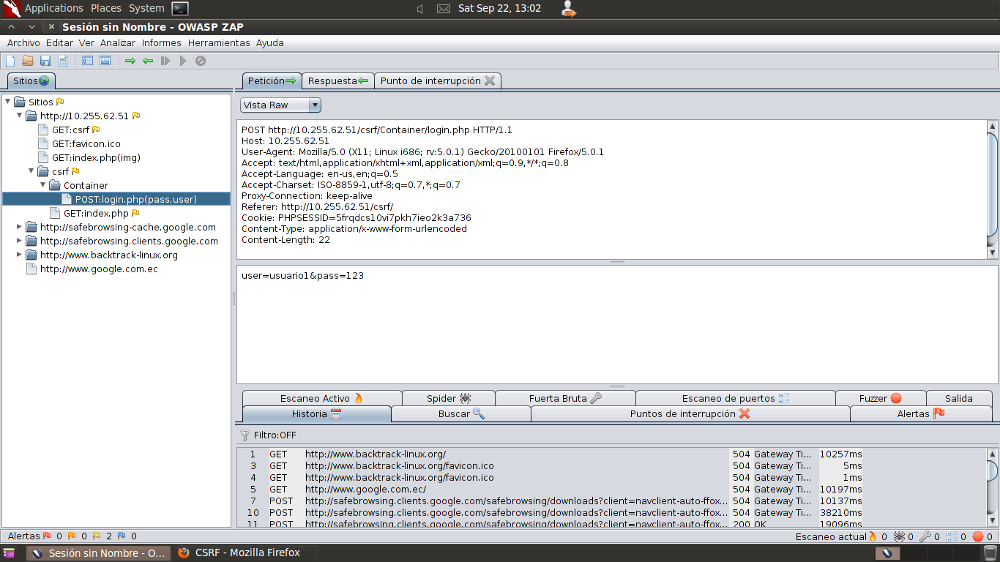 Applications Places System Sat Sep 22, 13:02
Sesión sin Nombre - OWASP ZAP
Archivo Editar Ver Analizar Informes Herramientas Ayuda
Sitios
Petición Respuesta Punto de interrupción
Sitios
http://10.255.62.51
GET:csrf
GET:favicon.ico
GET:index.php(img)
csrf
Container
POST:login.php(pass,user)
GET:index.php
http://safebrowsing-cache.google.com
http://safebrowsing.clients.google.com
http://www.backtrack-linux.org
http://www.google.com.ec
Vista Raw
POST http://10.255.62.51/csrf/Container/login.php HTTP/1.1
Host: 10.255.62.51
User-Agent: Mozilla/5.0 (X11; Linux i686; rv:5.0.1) Gecko/20100101 Firefox/5.0.1
Accept: text/html,application/xhtml+xml,application/xml;q=0.9,*/*;q=0.8
Accept-Language: en-us,en;q=0.5
Accept-Charset: ISO-8859-1,utf-8;q=0.7,*;q=0.7
Proxy-Connection: keep-alive
Referer: http://10.255.62.51/csrf/
Cookie: PHPSESSID=5frqdcs10vi7pkh7ieo2k3a736
Content-Type: application/x-www-form-urlencoded
Content-Length: 22
user=usuario1&pass=123
Escaneo Activo Spider Fuerta Bruta Escaneo de puertos Fuzzer Salida
Historia Buscar Puntos de interrupción Alertas
Filtro:OFF
1 GET http://www.backtrack-linux.org/ 504 Gateway Ti... 10257ms
3 GET http://www.backtrack-linux.org/favicon.ico 504 Gateway Ti... 5ms
4 GET http://www.backtrack-linux.org/favicon.ico 504 Gateway Ti... 1ms
5 GET http://www.google.com.ec/ 504 Gateway Ti... 10197ms
7 POST http://safebrowsing.clients.google.com/safebrowsing/downloads?client=navclient-auto-ffox... 504 Gateway Ti... 10137ms
10 POST http://safebrowsing.clients.google.com/safebrowsing/downloads?client=navclient-auto-ffox... 504 Gateway Ti... 38210ms
11 POST http://safebrowsing.clients.google.com/safebrowsing/downloads?client=navclient-auto-ffox... 200 OK 19096ms
Alertas 0 0 2 0 Escaneo actual 0 0 0 0 0
Sesión sin Nombre - O... CSRF - Mozilla Firefox